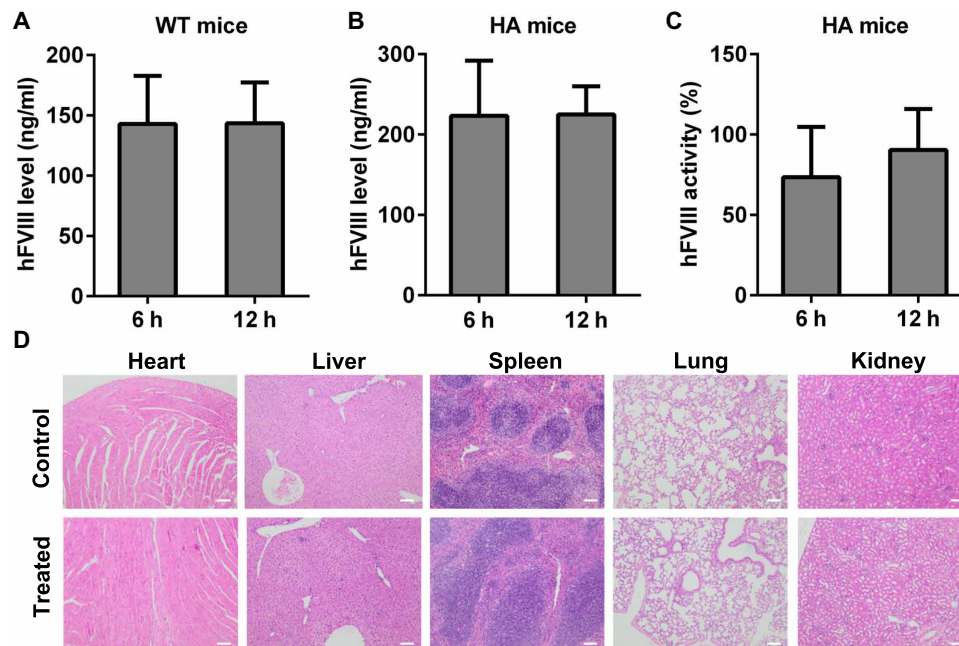 A WT mice
hFVIII level (ng/ml)
200
150
100
50
0
6 h 12 h
B HA mice
hFVIII level (ng/ml)
300
200
100
0
6 h 12 h
C HA mice
hFVIII activity (%)
150
100
50
0
6 h 12 h
D
Heart Liver Spleen Lung Kidney
Control
Treated